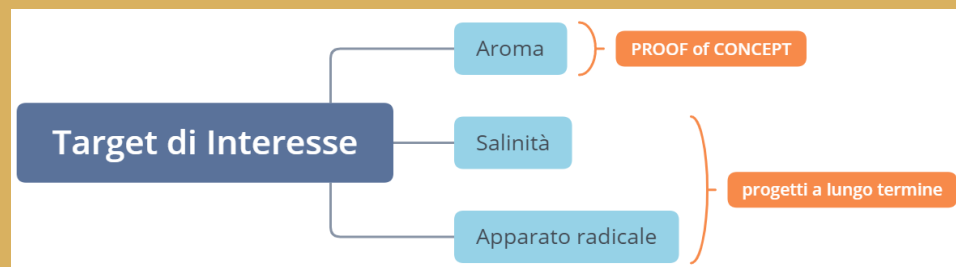 Aroma
PROOF of CONCEPT
Target di Interesse
Salinità
progetti a lungo termine
Apparato radicale